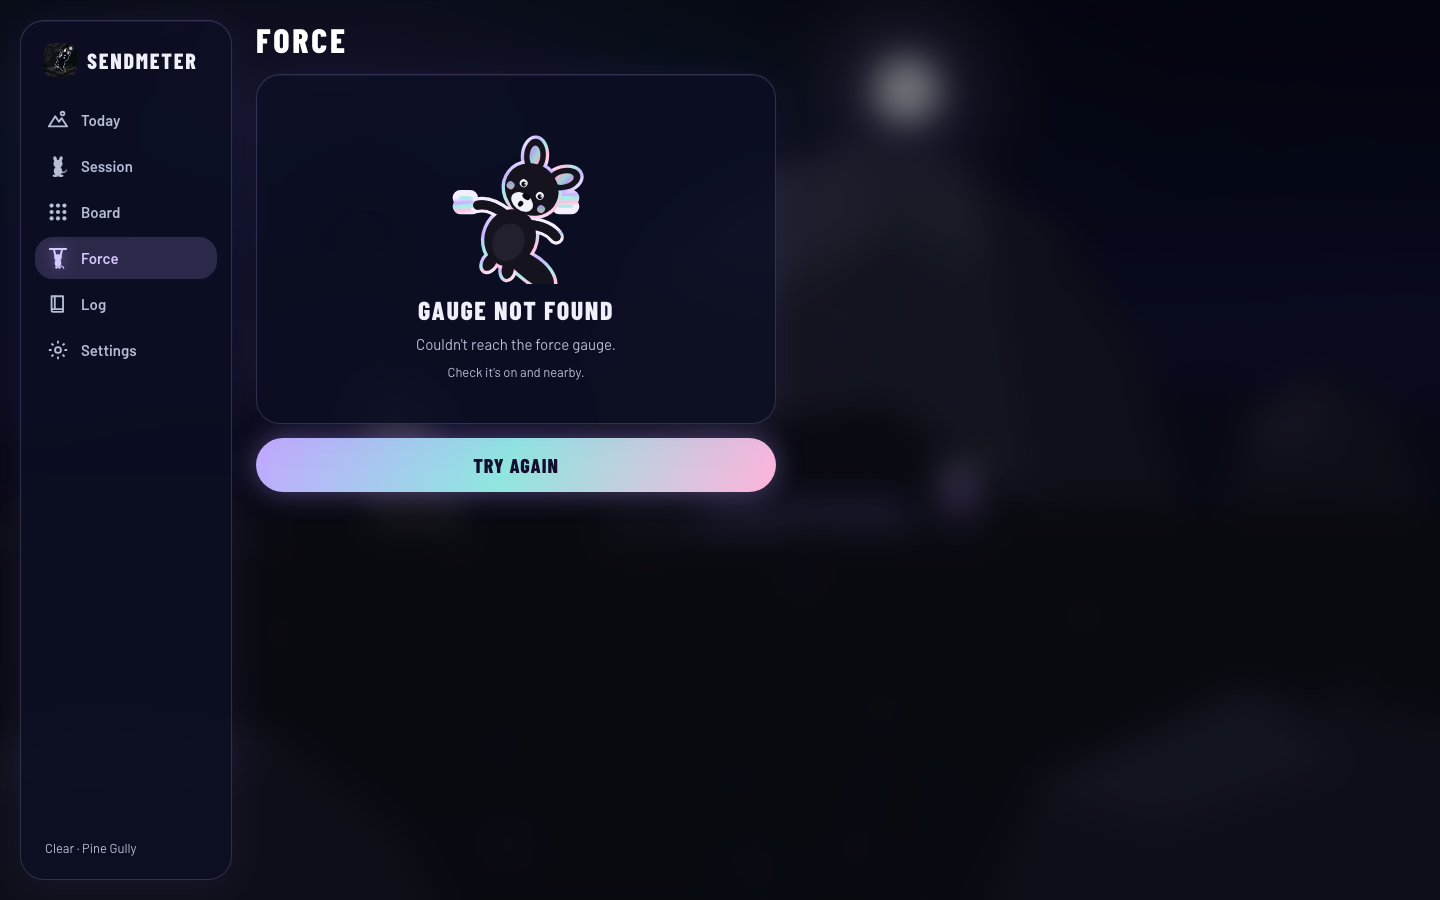 SENDMETER
Today
Session
Board
Force
Log
Settings
Clear · Pine Gully
FORCE
GAUGE NOT FOUND
Couldn't reach the force gauge.
Check it's on and nearby.
TRY AGAIN